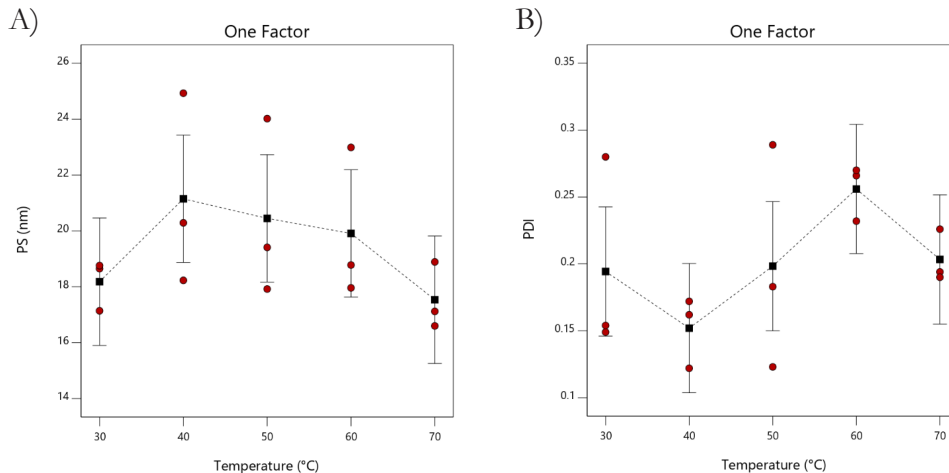 A)
One Factor
26
24
22
20
18
16
14
PS (nm)
30 40 50 60 70
Temperature (°C)
B)
One Factor
0.35
0.3
0.25
0.2
0.15
0.1
PDI
30 40 50 60 70
Temperature (°C)